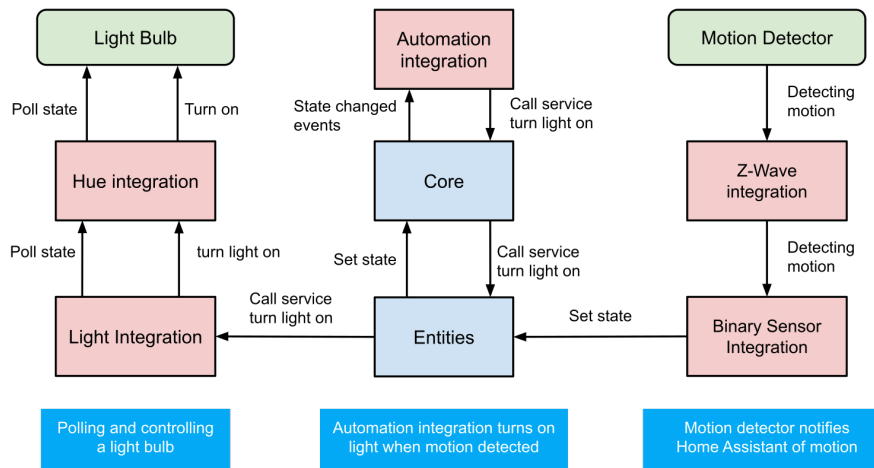 Light Bulb
Automation
integration
Motion Detector
Poll state
Turn on
State changed
events
Call service
turn light on
Detecting
motion
Hue integration
Core
Z-Wave
integration
Poll state
turn light on
Set state
Call service
turn light on
Detecting
motion
Call service
turn light on
Light Integration
Entities
Set state
Binary Sensor
Integration
Polling and controlling
a light bulb
Automation integration turns on
light when motion detected
Motion detector notifies
Home Assistant of motion